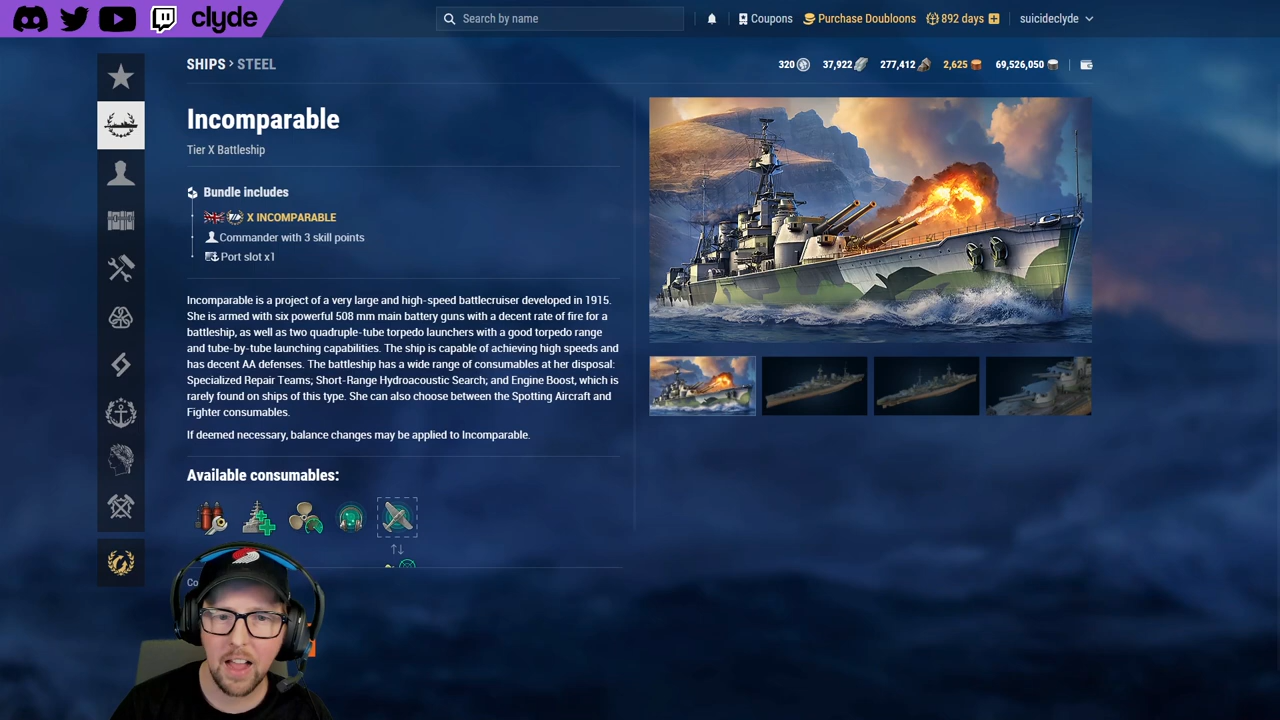 clyde
Search by name
Coupons
Purchase Doubloons
892 days
suicideclyde
SHIPS > STEEL
320
37,922
277,412
2,625
69,526,050
Incomparable
Tier X Battleship
Bundle includes
X INCOMPARABLE
Commander with 3 skill points
Port slot x1
Incomparable is a project of a very large and high-speed battlecruiser developed in 1915.
She is armed with six powerful 508 mm main battery guns with a decent rate of fire for a
battleship, as well as two quadruple-tube torpedo launchers with a good torpedo range
and tube-by-tube launching capabilities. The ship is capable of achieving high speeds and
has decent AA defenses. The battleship has a wide range of consumables at her disposal:
Specialized Repair Teams; Short-Range Hydroacoustic Search; and Engine Boost, which is
rarely found on ships of this type. She can also choose between the Spotting Aircraft and
Fighter consumables.
If deemed necessary, balance changes may be applied to Incomparable.
Available consumables:
Co